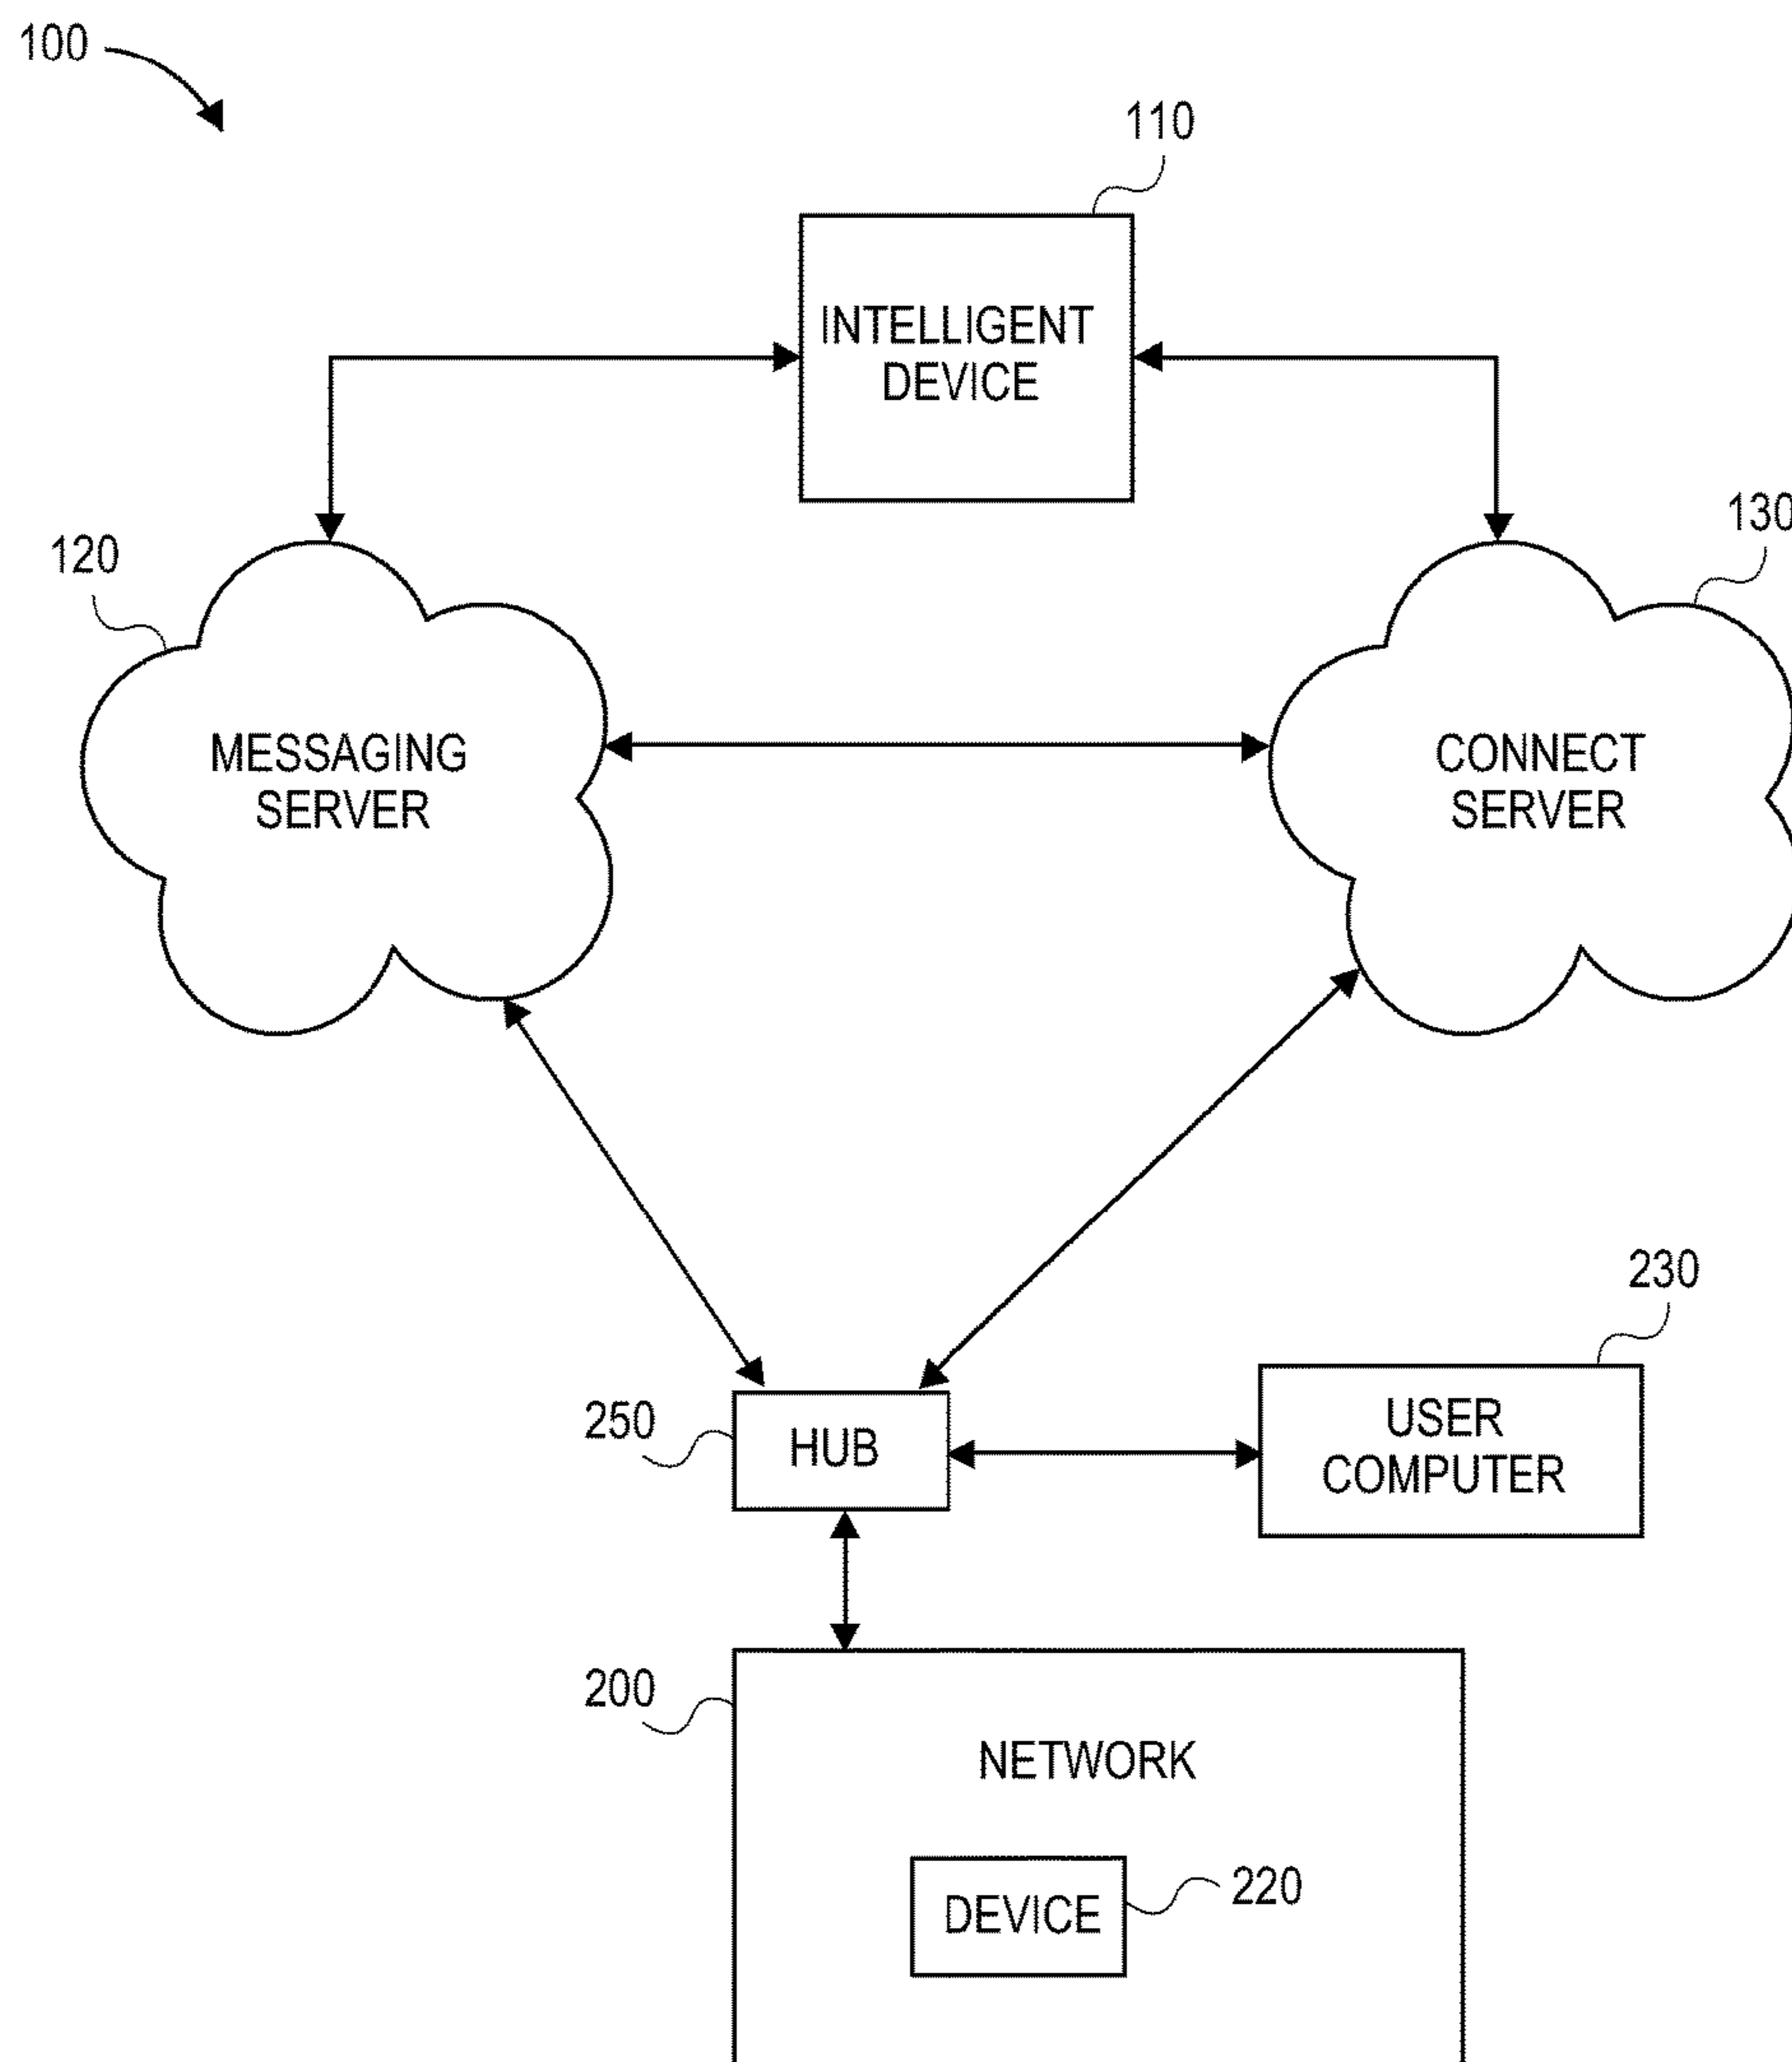 100
110
INTELLIGENT
DEVICE
120
130
MESSAGING
SERVER
CONNECT
SERVER
230
250
HUB
USER
COMPUTER
200
NETWORK
DEVICE
220